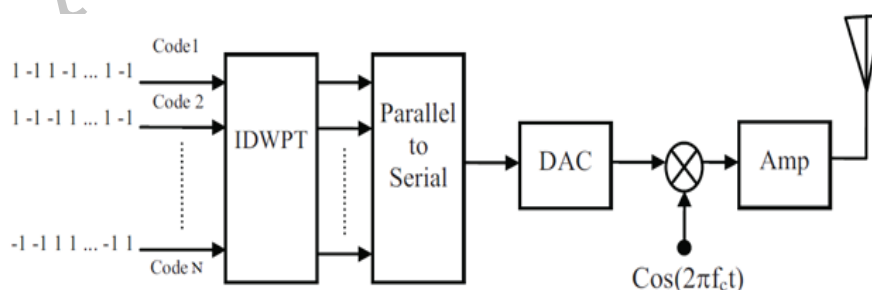 Code1
1 -1 1 -1 ... 1 -1
Code 2
1 -1 -1 1 ... 1 -1
-1 -1 1 1 ... -1 1
Code N
IDWPT
Parallel
to
Serial
DAC
Amp
Cos(2πfct)